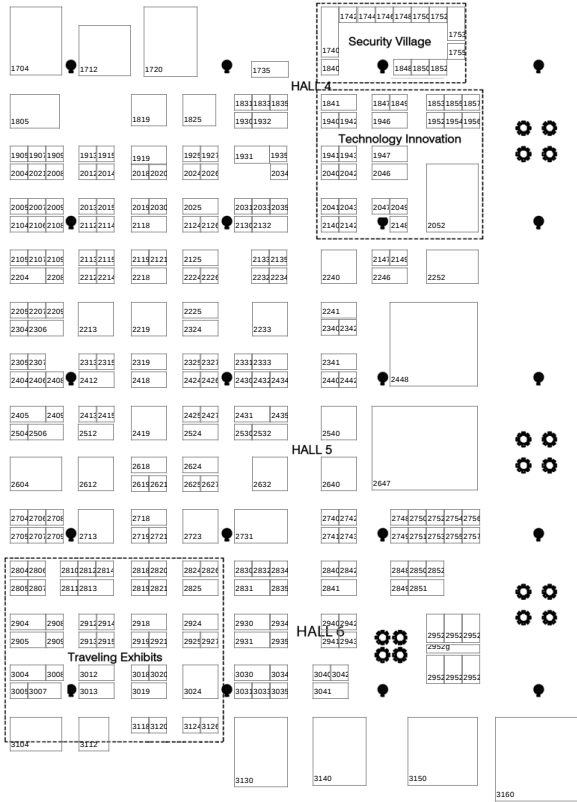 1742 1744 1746 1748 1750 1752
1753
Security Village
1740 1755
1704 1712 1720 1735 1840 1848 1850 1852
HALL 4
1805 1819 1825 1831 1833 1835 1841 1847 1849 1853 1855 1857
1930 1932 1940 1942 1946 1952 1954 1956
Technology Innovation
1905 1907 1909 1913 1915 1919 1925 1927 1931 1935 1941 1943 1947
2004 2021 2008 2012 2014 2018 2020 2024 2026 2034 2040 2042 2046
2005 2007 2009 2013 2015 2019 2030 2025 2031 2033 2035 2041 2043 2047 2049
2104 2106 2108 2112 2114 2118 2124 2126 2130 2132 2140 2142 2148 2052
2105 2107 2109 2113 2115 2119 2121 2125 2133 2135 2147 2149
2204 2208 2212 2214 2218 2224 2226 2232 2234 2240 2246 2252
2205 2207 2209 2225 2241
2304 2306 2213 2219 2324 2233 2340 2342
2305 2307 2313 2315 2319 2325 2327 2331 2333 2341
2404 2406 2408 2412 2418 2424 2426 2430 2432 2434 2440 2442 2448
2405 2409 2413 2415 2425 2427 2431 2435
2504 2506 2512 2419 2524 2530 2532 2540
HALL 5
2618 2624
2604 2612 2619 2621 2625 2627 2632 2640 2647
2704 2706 2708 2718 2740 2742 2748 2750 2752 2754 2756
2705 2707 2709 2713 2719 2721 2723 2731 2741 2743 2749 2751 2753 2755 2757
2804 2806 2810 2812 2814 2818 2820 2824 2826 2830 2832 2834 2840 2842 2848 2850 2852
2805 2807 2811 2813 2819 2821 2825 2831 2835 2841 2849 2851
2904 2908 2912 2914 2918 2924 2930 2934 2940 2942
HALL 6
2905 2909 2913 2915 2919 2921 2925 2927 2931 2935 2941 2943 2952 2952 2952
2952g
Traveling Exhibits
3004 3008 3012 3018 3020 3030 3034 3040 3042 2952 2952 2952
3005 3007 3013 3019 3024 3031 3033 3035 3041
3118 3120 3124 3126
3104 3112
3130 3140 3150
3160